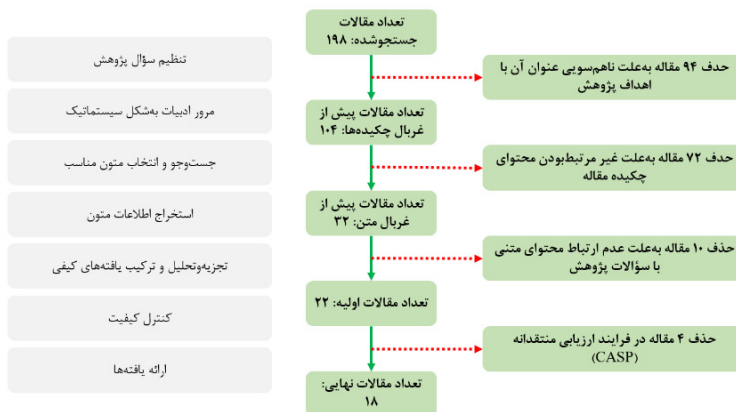 تنظیم سؤال پژوهش
مرور ادبیات به‌شکل سیستماتیک
جست‌وجو و انتخاب متون مناسب
استخراج اطلاعات متون
تجزیه‌وتحلیل و ترکیب یافته‌های کیفی
کنترل کیفیت
ارائه یافته‌ها
تعداد مقالات
جستجوشده: ۱۹۸
حدف ۹۴ مقاله به‌علت ناهم‌سویی عنوان آن با
اهداف پژوهش
تعداد مقالات پیش از
غربال چکیده‌ها: ۱۰۴
حدف ۷۲ مقاله به‌علت غیر مرتبط‌بودن محتوای
چکیده مقاله
تعداد مقالات پیش از
غربال متن: ۳۲
حذف ۱۰ مقاله به‌علت عدم ارتباط محتوای متنی
با سؤالات پژوهش
تعداد مقالات اولیه: ۲۲
حذف ۴ مقاله در فرایند ارزیابی منتقدانه
(CASP)
تعداد مقالات نهایی:
۱۸